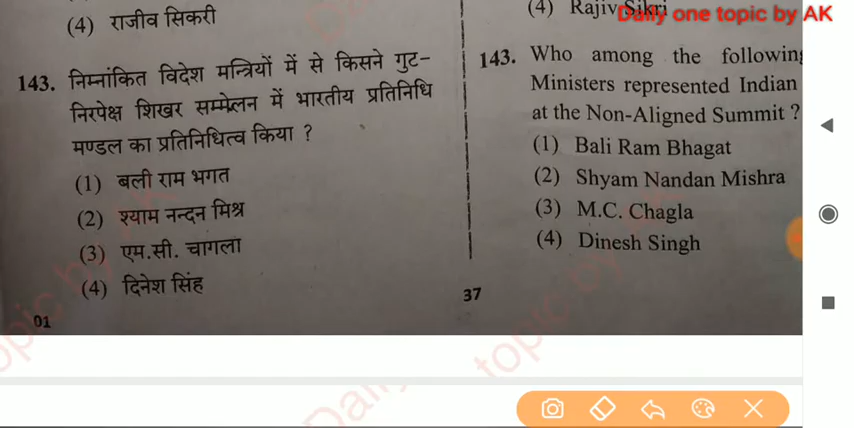 (4) राजीव सिकरी
143. निम्नांकित विदेश मन्त्रियों में से किसने गुट-
निरपेक्ष शिखर सम्मेलन में भारतीय प्रतिनिधि
मण्डल का प्रतिनिधित्व किया ?
(1) बली राम भगत
(2) श्याम नन्दन मिश्र
(3) एम.सी. चागला
(4) दिनेश सिंह
01
37
(4) Rajiv Sikri
Daily one topic by AK
143. Who among the following
Ministers represented Indian
at the Non-Aligned Summit ?
(1) Bali Ram Bhagat
(2) Shyam Nandan Mishra
(3) M.C. Chagla
(4) Dinesh Singh